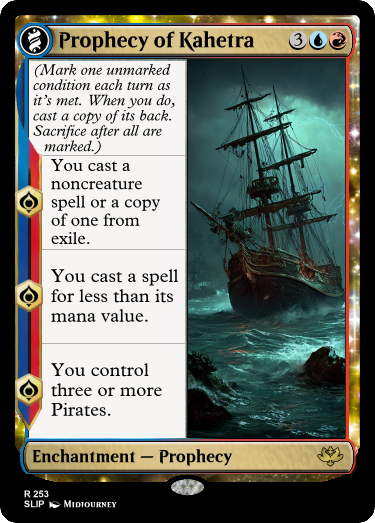 Prophecy of Kahetra 3
(Mark one unmarked
condition each turn as
it's met. When you do,
cast a copy of its back.
Sacrifice after all are
marked.)
You cast a
noncreature
spell or a copy
of one from
exile.
You cast a spell
for less than its
mana value.
You control
three or more
Pirates.
Enchantment — Prophecy
R 253
SLIP Midjourney